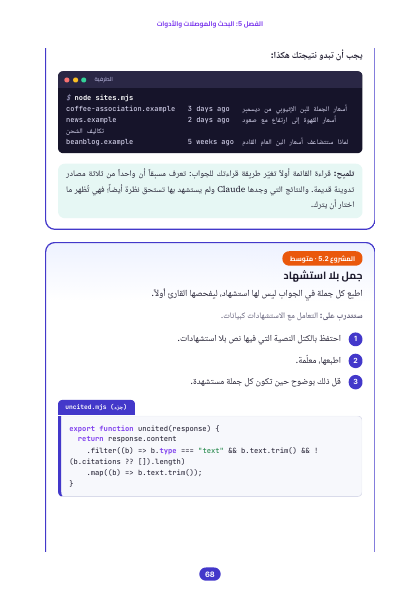 الفصل 5: البحث والموصلات والأدوات
يجب أن تبدو نتيجتك هكذا:
الطرفية
$ node sites.mjs
coffee-association.example 3 days ago أسعار الجملة للبن الإثيوبي من ديسمبر
news.example 2 days ago أسعار القهوة إلى ارتفاع مع صعود
تكاليف الشحن
beanblog.example 5 weeks ago لماذا ستتضاعف أسعار البن العام القادم
تلميح: قراءة القائمة أولاً تغيّر طريقة قراءتك للجواب: تعرف مسبقاً أن واحداً من ثلاثة مصادر
تدوينة قديمة. والنتائج التي وجدها Claude ولم يستشهد بها تستحق نظرة أيضاً؛ فهي تُظهر ما
اختار أن يترك.
المشروع 5.2 · متوسط
جمل بلا استشهاد
اطبع كل جملة في الجواب ليس لها استشهاد، ليفحصها القارئ أولاً.
ستتدرب على: التعامل مع الاستشهادات كبيانات.
1 احتفظ بالكتل النصية التي فيها نص بلا استشهادات.
2 اطبعها، معلّمة.
3 قل ذلك بوضوح حين تكون كل جملة مستشهدة.
uncited.mjs (جزء)
export function uncited(response) {
return response.content
.filter((b) => b.type === "text" && b.text.trim() && !
(b.citations ?? []).length)
.map((b) => b.text.trim());
}
68